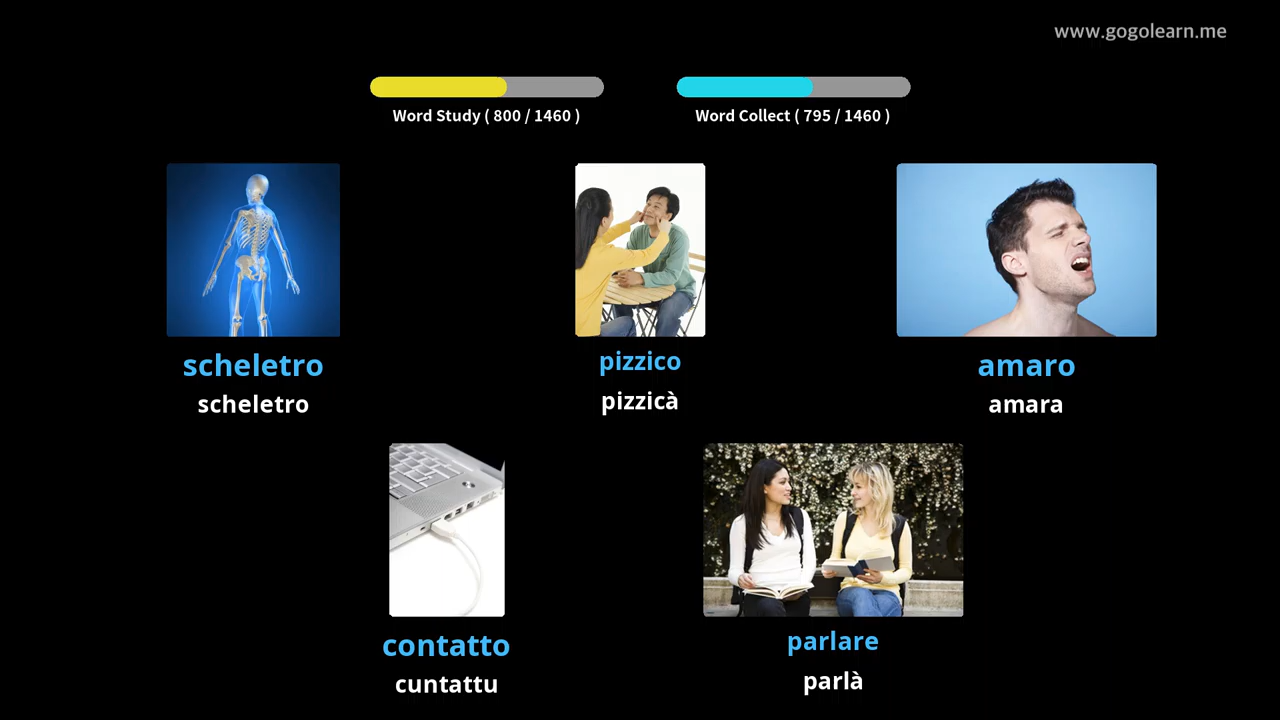 www.gogolearn.me
Word Study ( 800 / 1460 )
Word Collect ( 795 / 1460 )
scheletro
scheletro
pizzico
pizzicà
amaro
amara
contatto
cuntattu
parlare
parlà